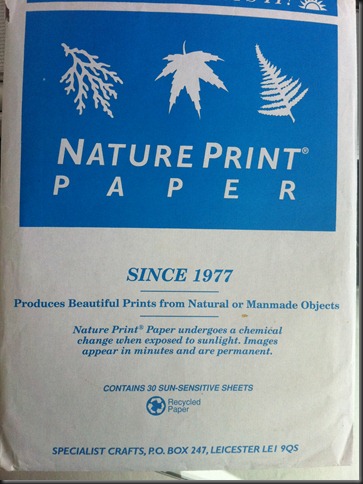 IT!
NATURE PRINT®
PAPER
SINCE 1977
Produces Beautiful Prints from Natural or Manmade Objects
Nature Print® Paper undergoes a chemical
change when exposed to sunlight. Images
appear in minutes and are permanent.
CONTAINS 30 SUN-SENSITIVE SHEETS
Recycled
Paper
SPECIALIST CRAFTS, P.O. BOX 247, LEICESTER LE1 9QS